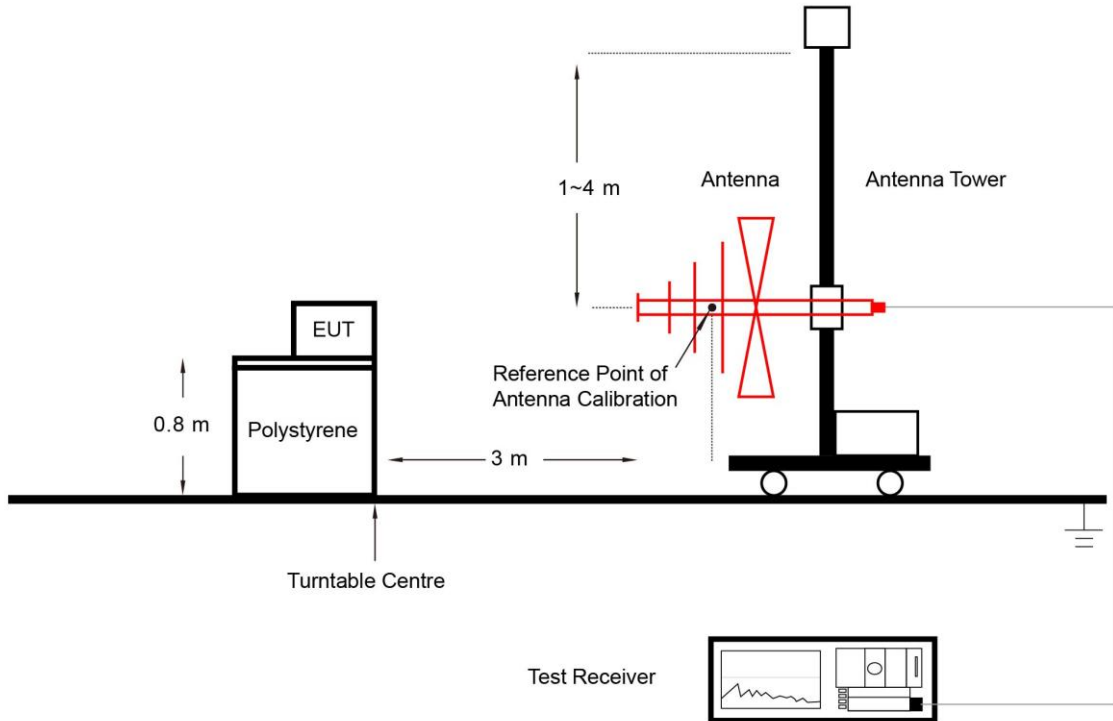 1~4 m
Antenna
Antenna Tower
EUT
Reference Point of
Antenna Calibration
0.8 m
Polystyrene
3 m
Turntable Centre
Test Receiver